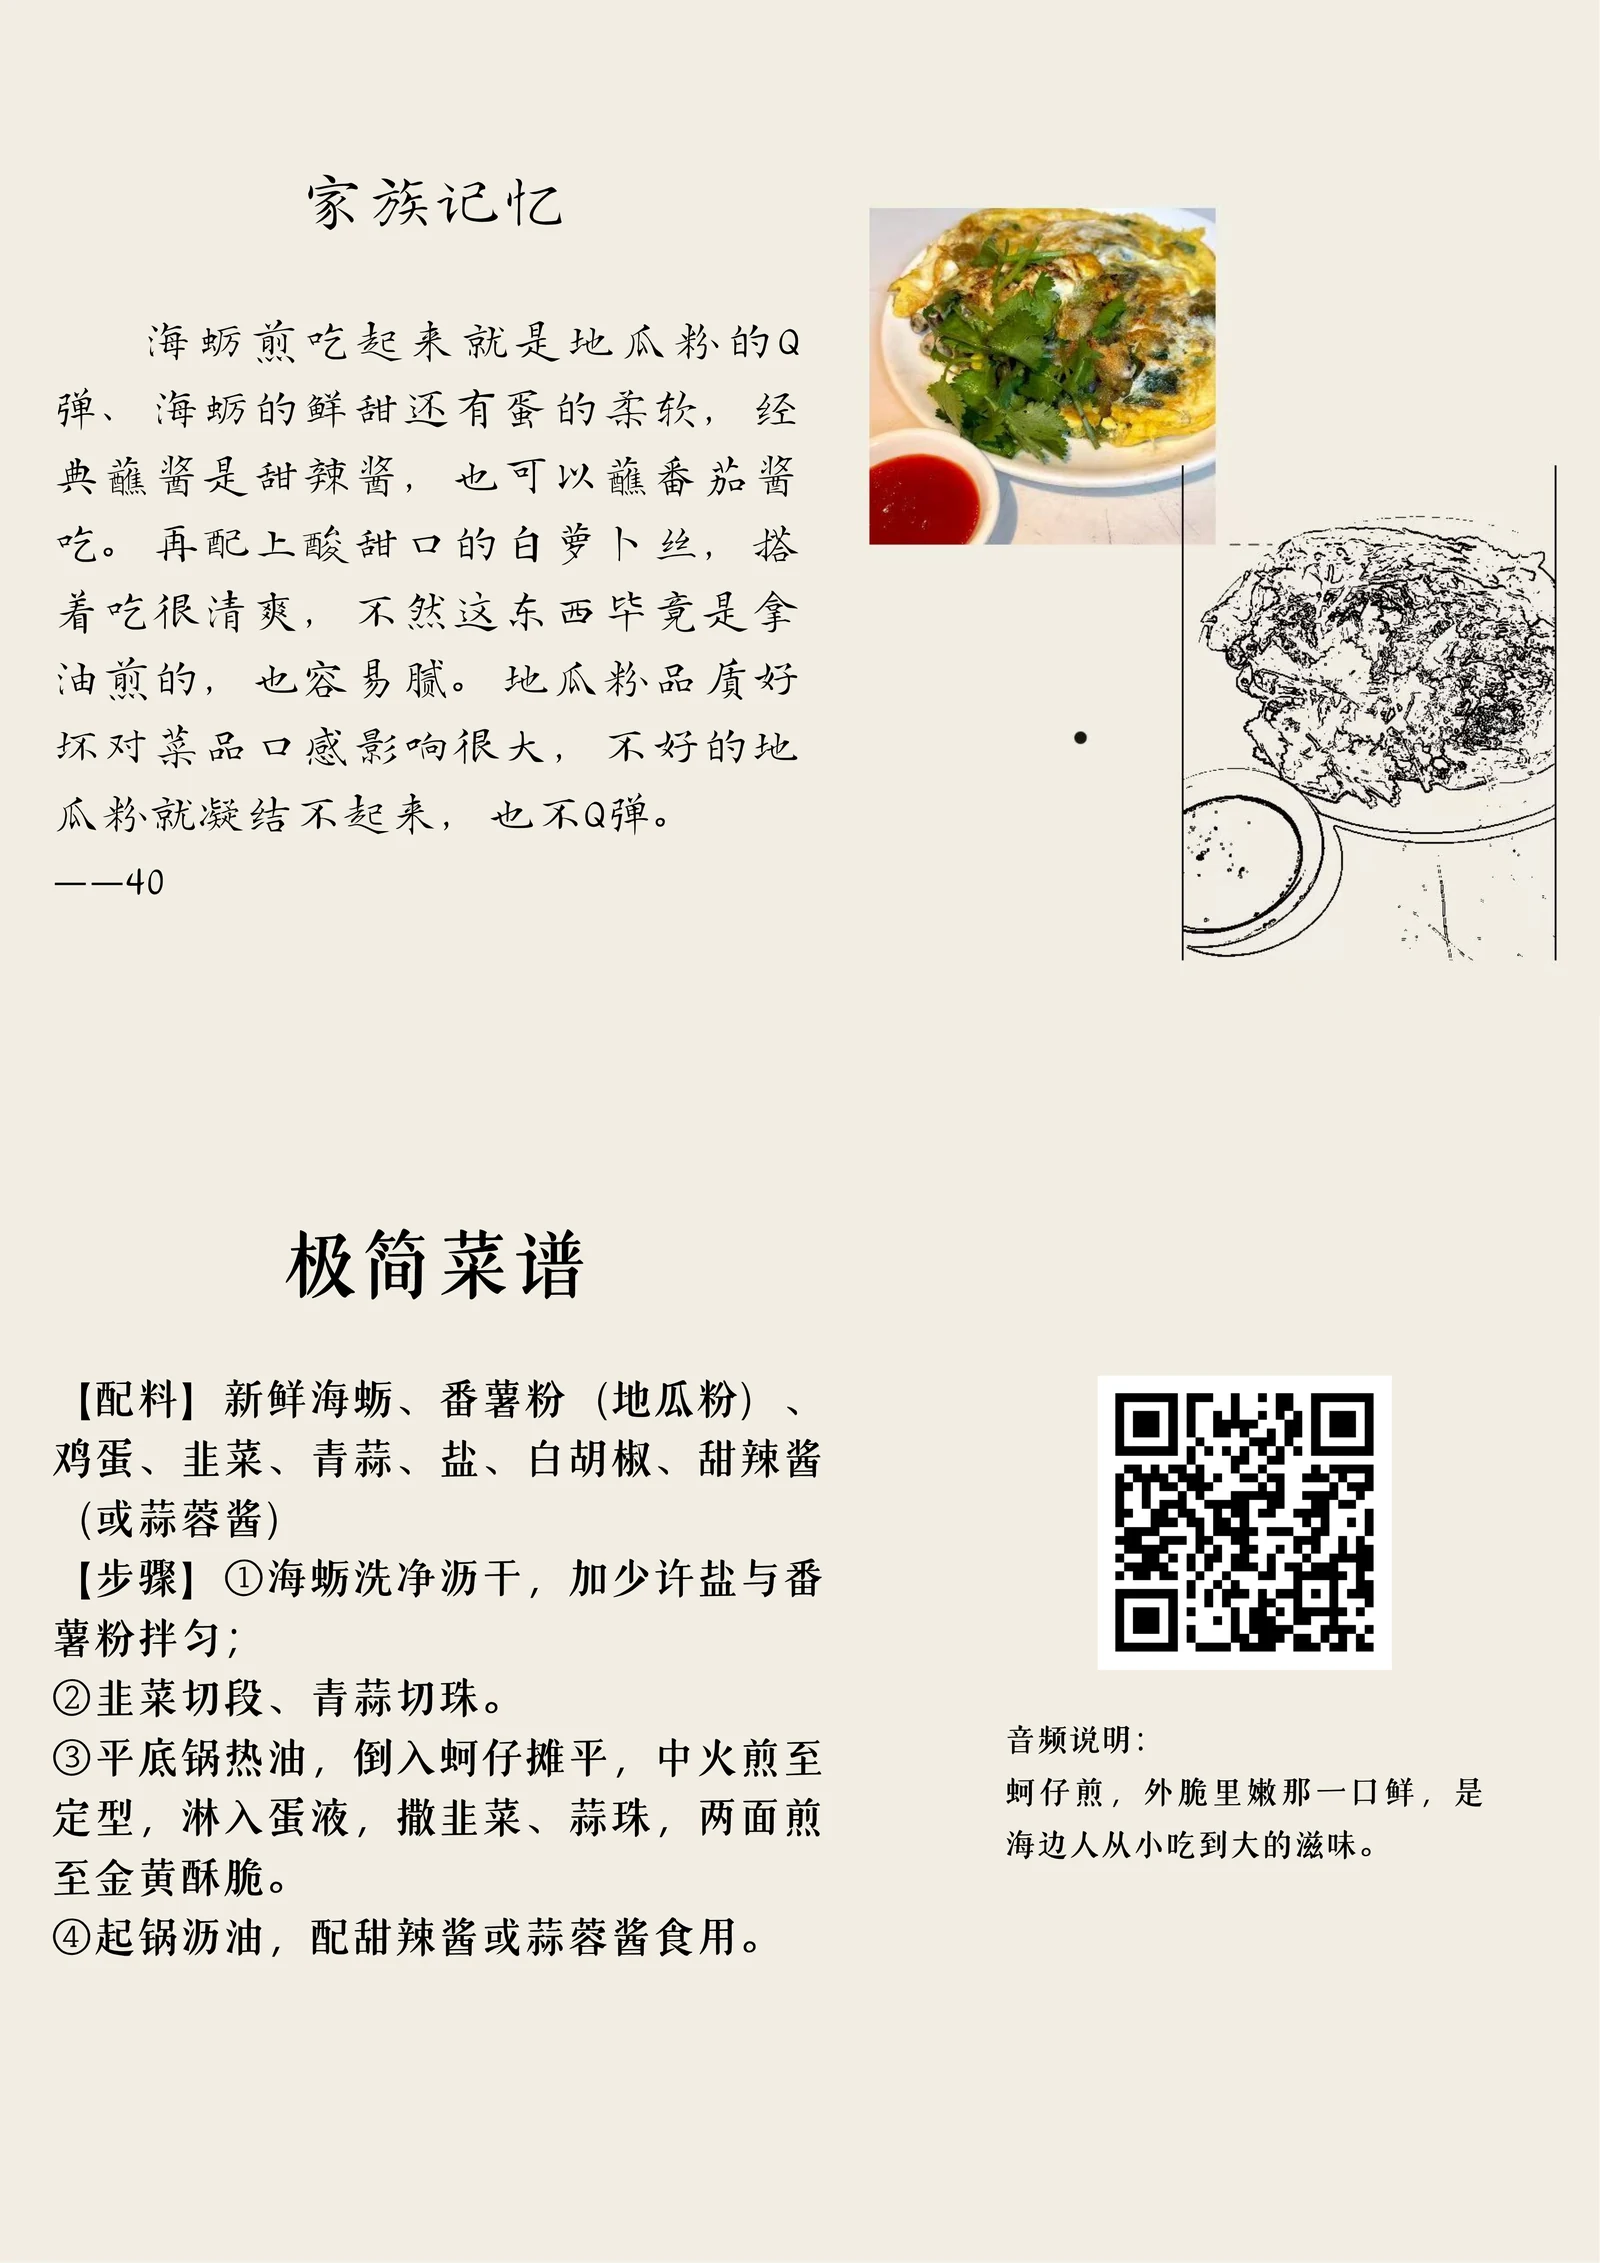 家族记忆
海蛎煎吃起来就是地瓜粉的Q
弹、海蛎的鲜甜还有蛋的柔软，经
典蘸酱是甜辣酱，也可以蘸番茄酱
吃。再配上酸甜口的白萝卜丝，搭
着吃很清爽，不然这东西毕竟是拿
油煎的，也容易腻。地瓜粉品质好
坏对菜品口感影响很大，不好的地
瓜粉就凝结不起来，也不Q弹。
——40
极简菜谱
【配料】新鲜海蛎、番薯粉（地瓜粉）、
鸡蛋、韭菜、青蒜、盐、白胡椒、甜辣酱
（或蒜蓉酱）
【步骤】①海蛎洗净沥干，加少许盐与番
薯粉拌匀；
②韭菜切段、青蒜切珠。
③平底锅热油，倒入蚵仔摊平，中火煎至
定型，淋入蛋液，撒韭菜、蒜珠，两面煎
至金黄酥脆。
④起锅沥油，配甜辣酱或蒜蓉酱食用。
音频说明：
蚵仔煎，外脆里嫩那一口鲜，是
海边人从小吃到大的滋味。